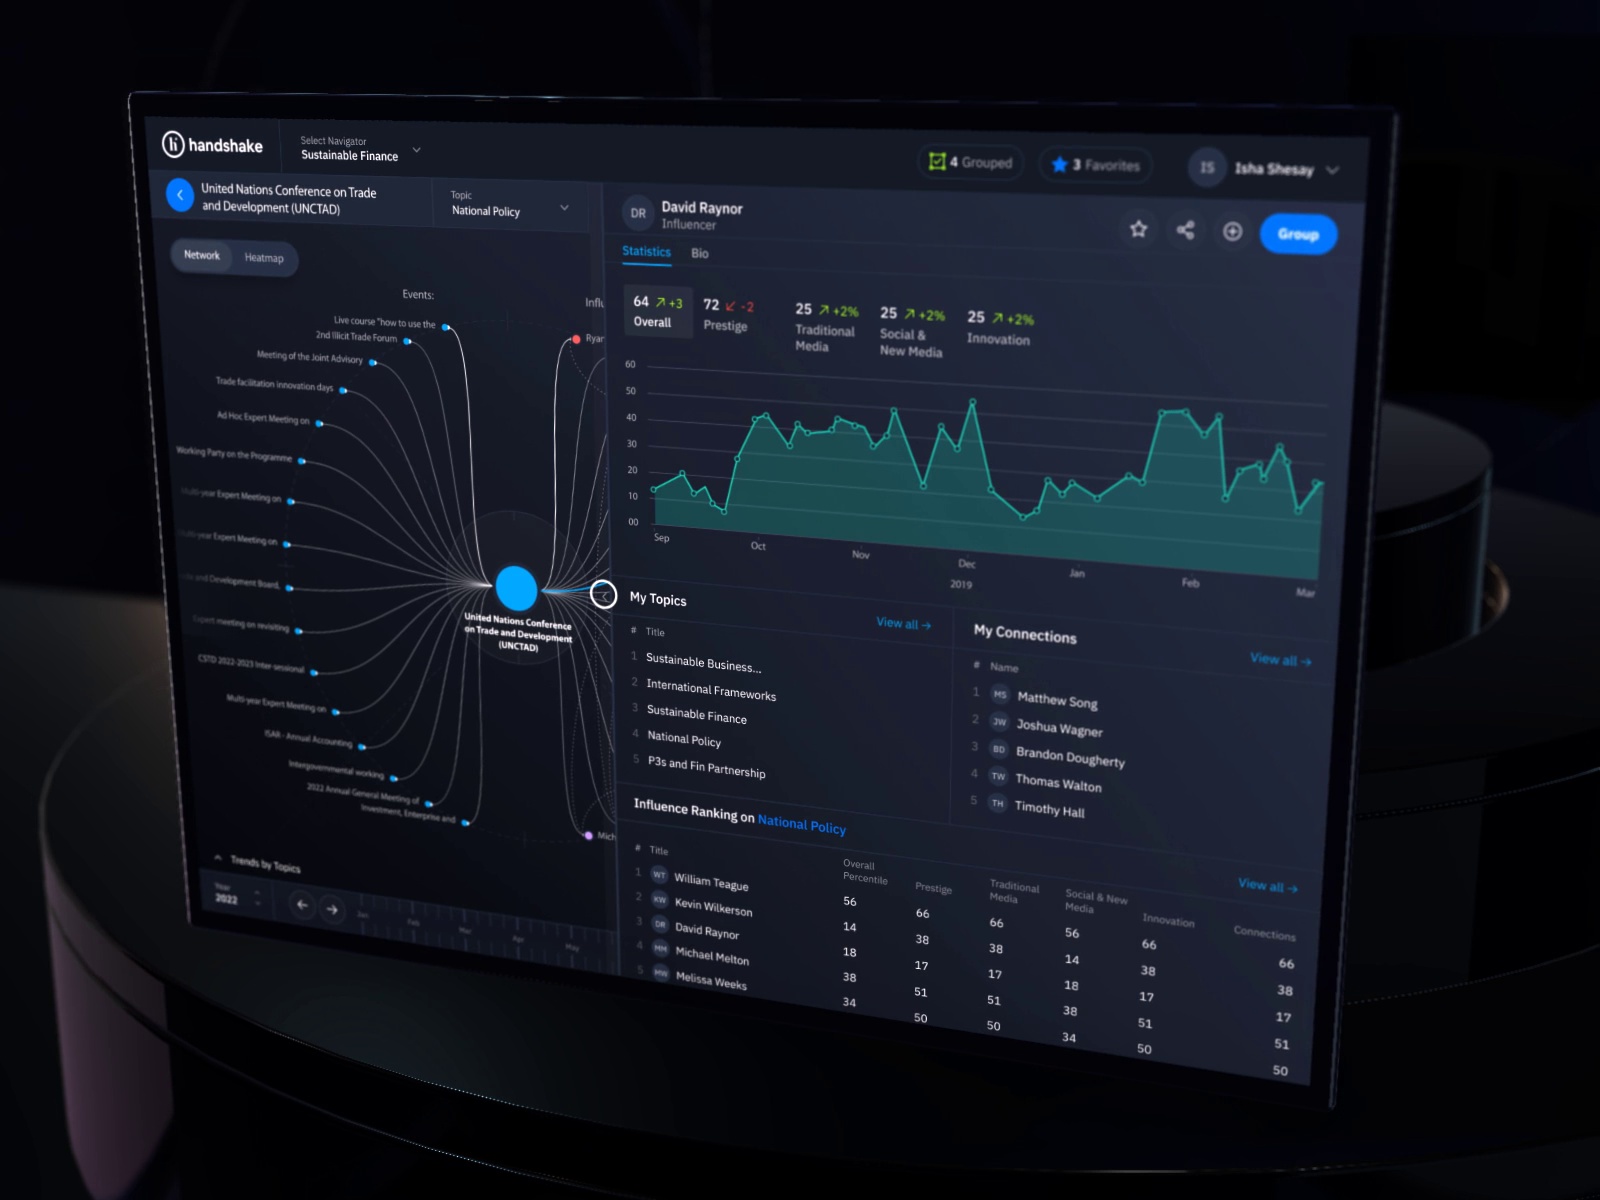 handshake
Select Navigator
Sustainable Finance
4 Grouped
3 Favorites
IS
Isha Shesay
United Nations Conference on Trade
and Development (UNCTAD)
Topic
National Policy
Network
Heatmap
Events:
Live course "how to use the
2nd Illicit Trade Forum
Meeting of the Joint Advisory
Trade facilitation innovation days
Ad Hoc Expert Meeting on
Working Party on the Programme
Multi-year Expert Meeting on
Multi-year Expert Meeting on
and Development Board,
Expert meeting on revisiting
CSTD 2022-2023 Inter-sessional
Multi-year Expert Meeting on
ISAR - Annual Accounting
Intergovernmental working
2022 Annual General Meeting of
Investment, Enterprise and
Influ
Ryan
Mich
United Nations Conference
on Trade and Development
(UNCTAD)
Trends by Topics
Year
2022
Jan
Feb
Mar
Apr
May
DR
David Raynor
Influencer
Group
Statistics
Bio
64 +3
Overall
72 -2
Prestige
25 +2%
Traditional
Media
25 +2%
Social &
New Media
25 +2%
Innovation
60
50
40
30
20
10
00
Sep
Oct
Nov
Dec
Jan
Feb
Mar
2019
My Topics
View all →
# Title
1 Sustainable Business...
2 International Frameworks
3 Sustainable Finance
4 National Policy
5 P3s and Fin Partnership
My Connections
View all →
# Name
1 MS Matthew Song
2 JW Joshua Wagner
3 BD Brandon Dougherty
4 TW Thomas Walton
5 TH Timothy Hall
Influence Ranking on National Policy
View all →
# Title
Overall
Percentile
Prestige
Traditional
Media
Social & New
Media
Innovation
Connections
1 WT William Teague 56 66 66 56 66 66
2 KW Kevin Wilkerson 14 38 38 14 38 38
3 DR David Raynor 18 17 17 18 17 17
4 MM Michael Melton 38 51 51 38 51 51
5 MW Melissa Weeks 34 50 50 34 50 50